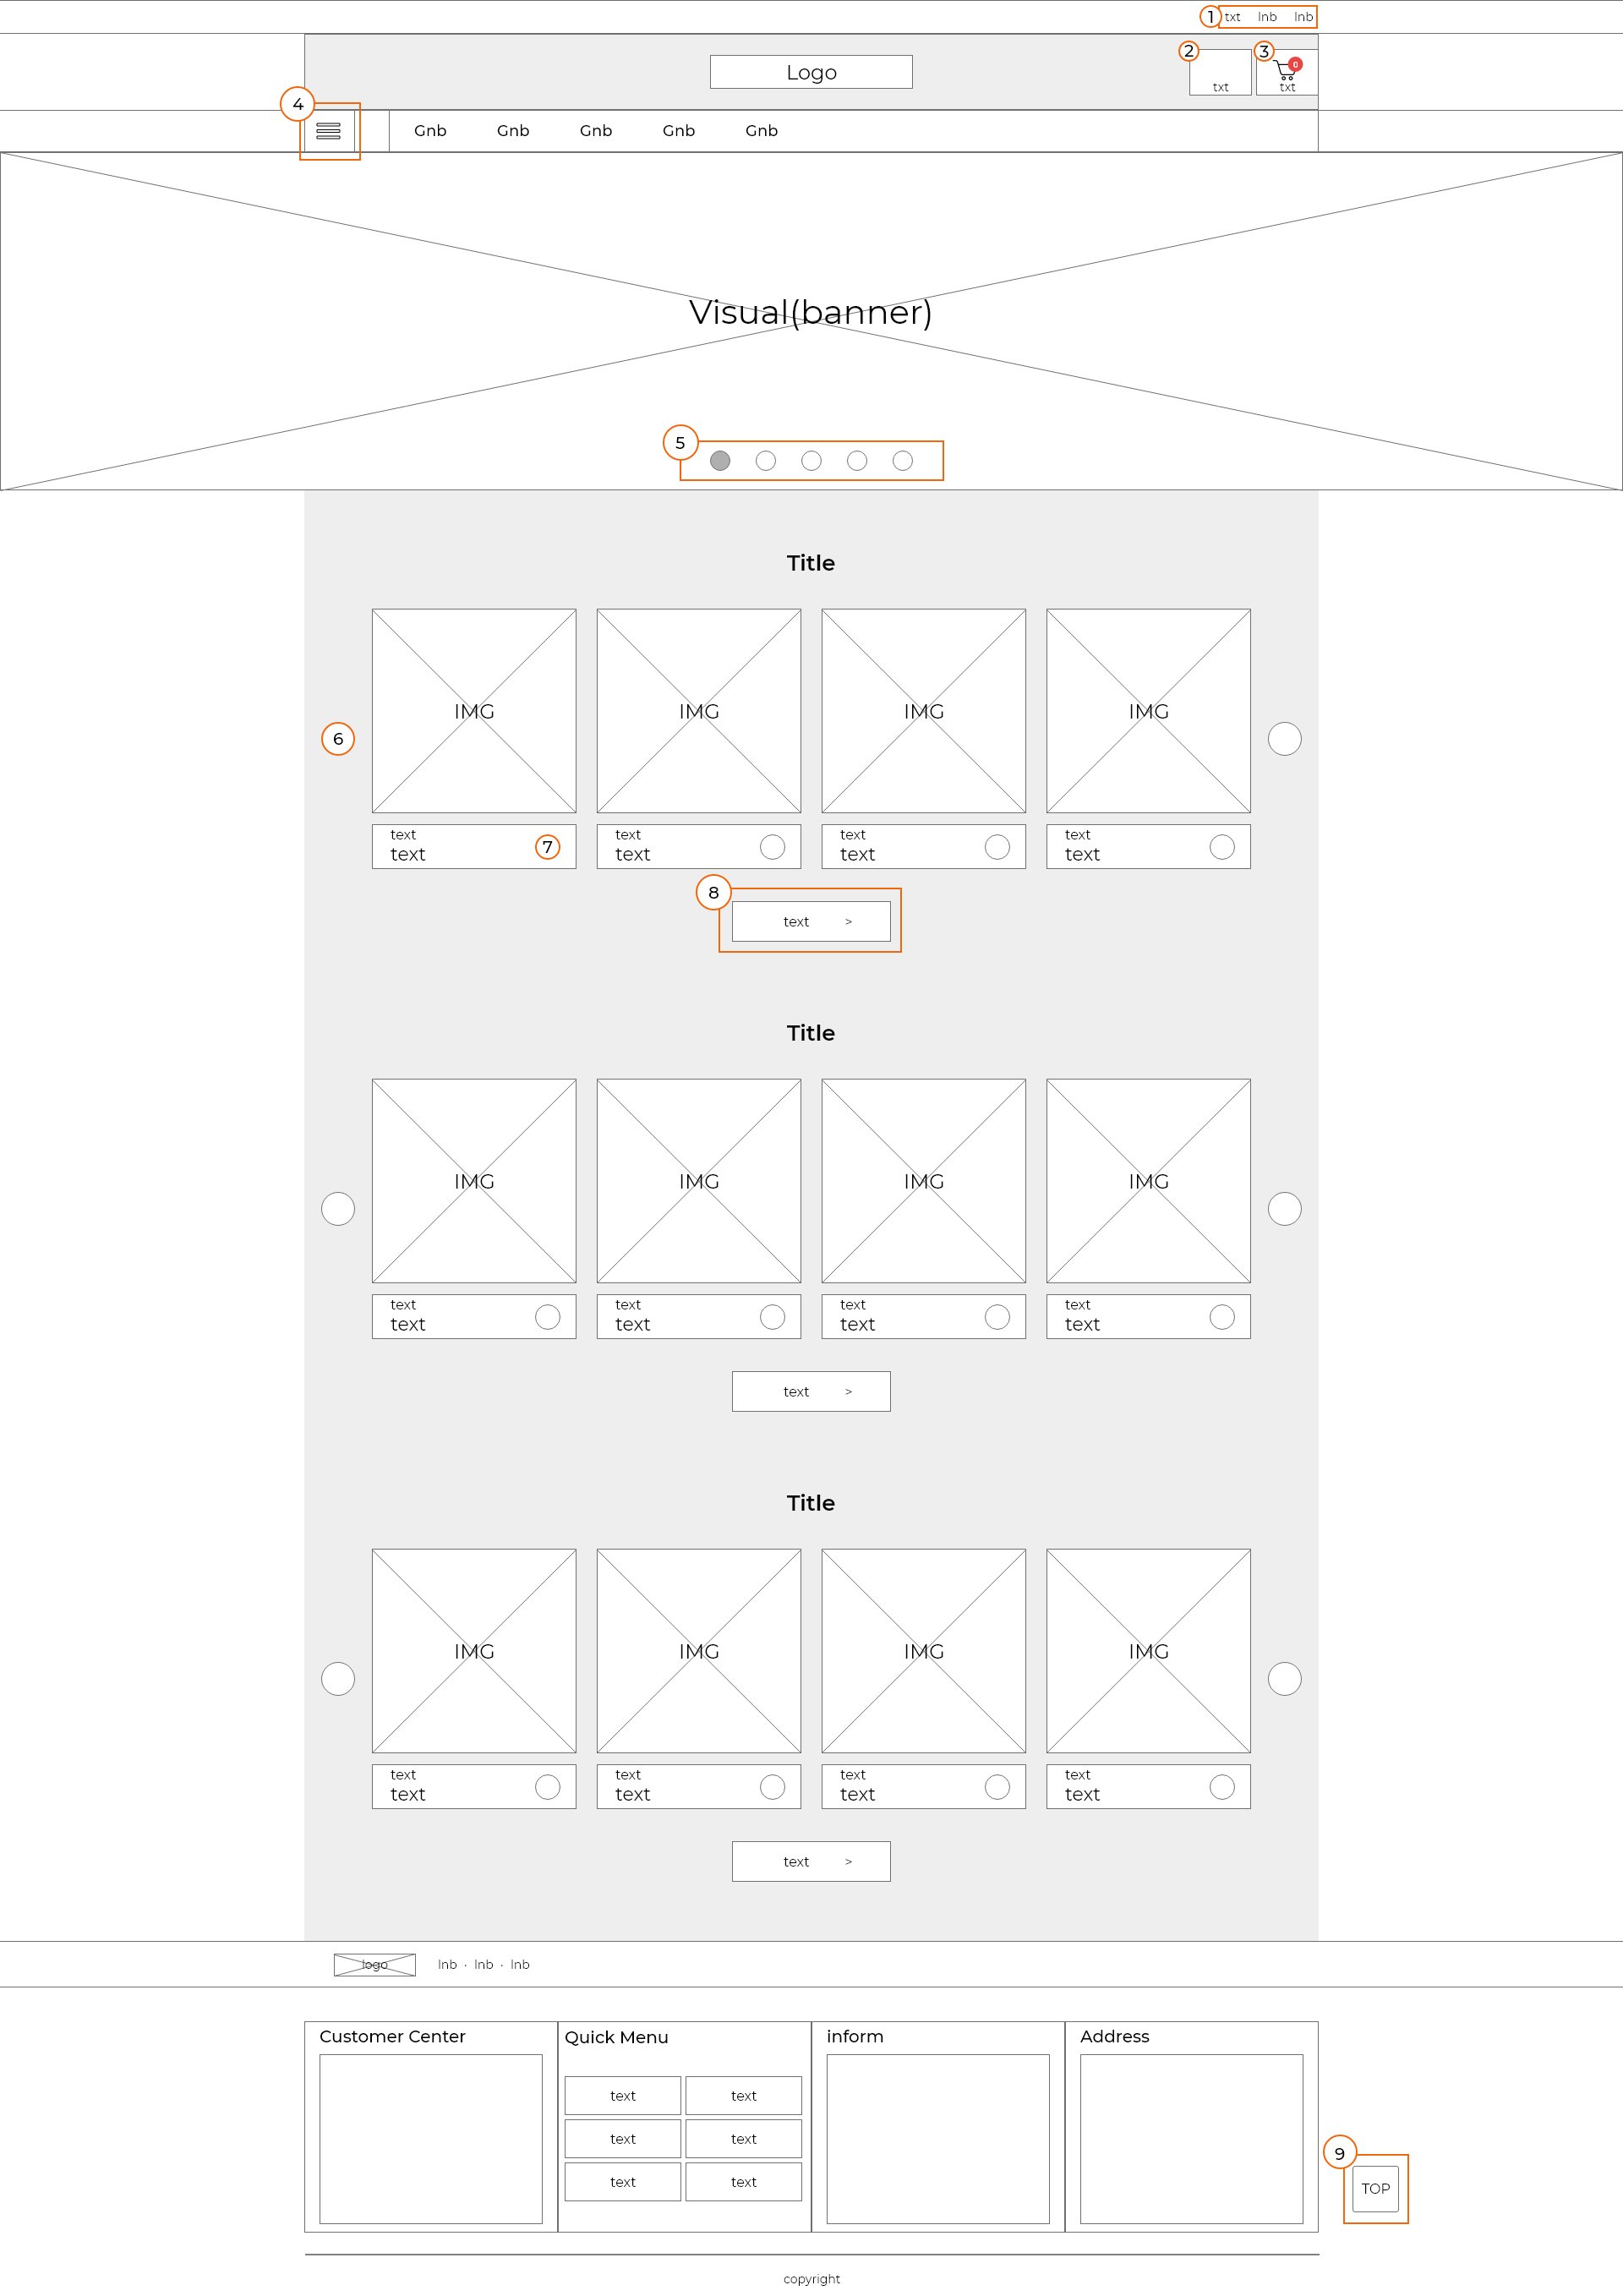 1 txt lnb lnb
Logo
2 3 0
txt txt
4
Gnb Gnb Gnb Gnb Gnb
Visual(banner)
5
Title
IMG IMG IMG IMG
6
text text text text
text 7 text text text
8
text >
Title
IMG IMG IMG IMG
text text text text
text text text text
text >
Title
IMG IMG IMG IMG
text text text text
text text text text
text >
logo lnb · lnb · lnb
Customer Center Quick Menu inform Address
text text
text text
9
text text
TOP
copyright